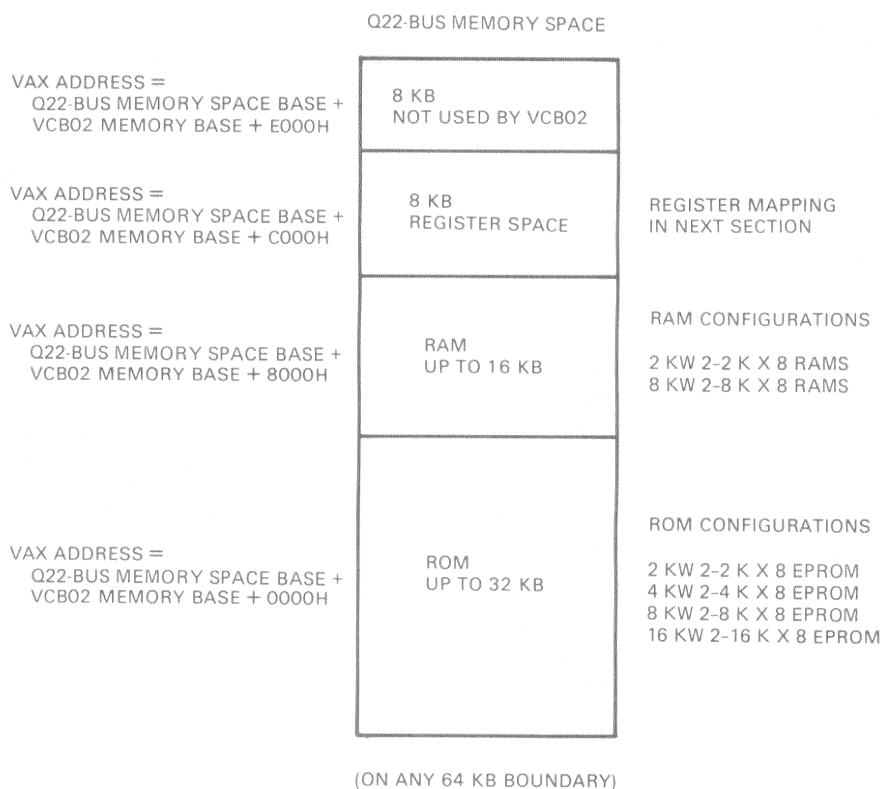 Q22-BUS MEMORY SPACE
VAX ADDRESS =
Q22-BUS MEMORY SPACE BASE +
VCB02 MEMORY BASE + E000H
8 KB
NOT USED BY VCB02
VAX ADDRESS =
Q22-BUS MEMORY SPACE BASE +
VCB02 MEMORY BASE + C000H
8 KB
REGISTER SPACE
REGISTER MAPPING
IN NEXT SECTION
VAX ADDRESS =
Q22-BUS MEMORY SPACE BASE +
VCB02 MEMORY BASE + 8000H
RAM
UP TO 16 KB
RAM CONFIGURATIONS
2 KW 2-2 K X 8 RAMS
8 KW 2-8 K X 8 RAMS
VAX ADDRESS =
Q22-BUS MEMORY SPACE BASE +
VCB02 MEMORY BASE + 0000H
ROM
UP TO 32 KB
ROM CONFIGURATIONS
2 KW 2-2 K X 8 EPROM
4 KW 2-4 K X 8 EPROM
8 KW 2-8 K X 8 EPROM
16 KW 2-16 K X 8 EPROM
(ON ANY 64 KB BOUNDARY)